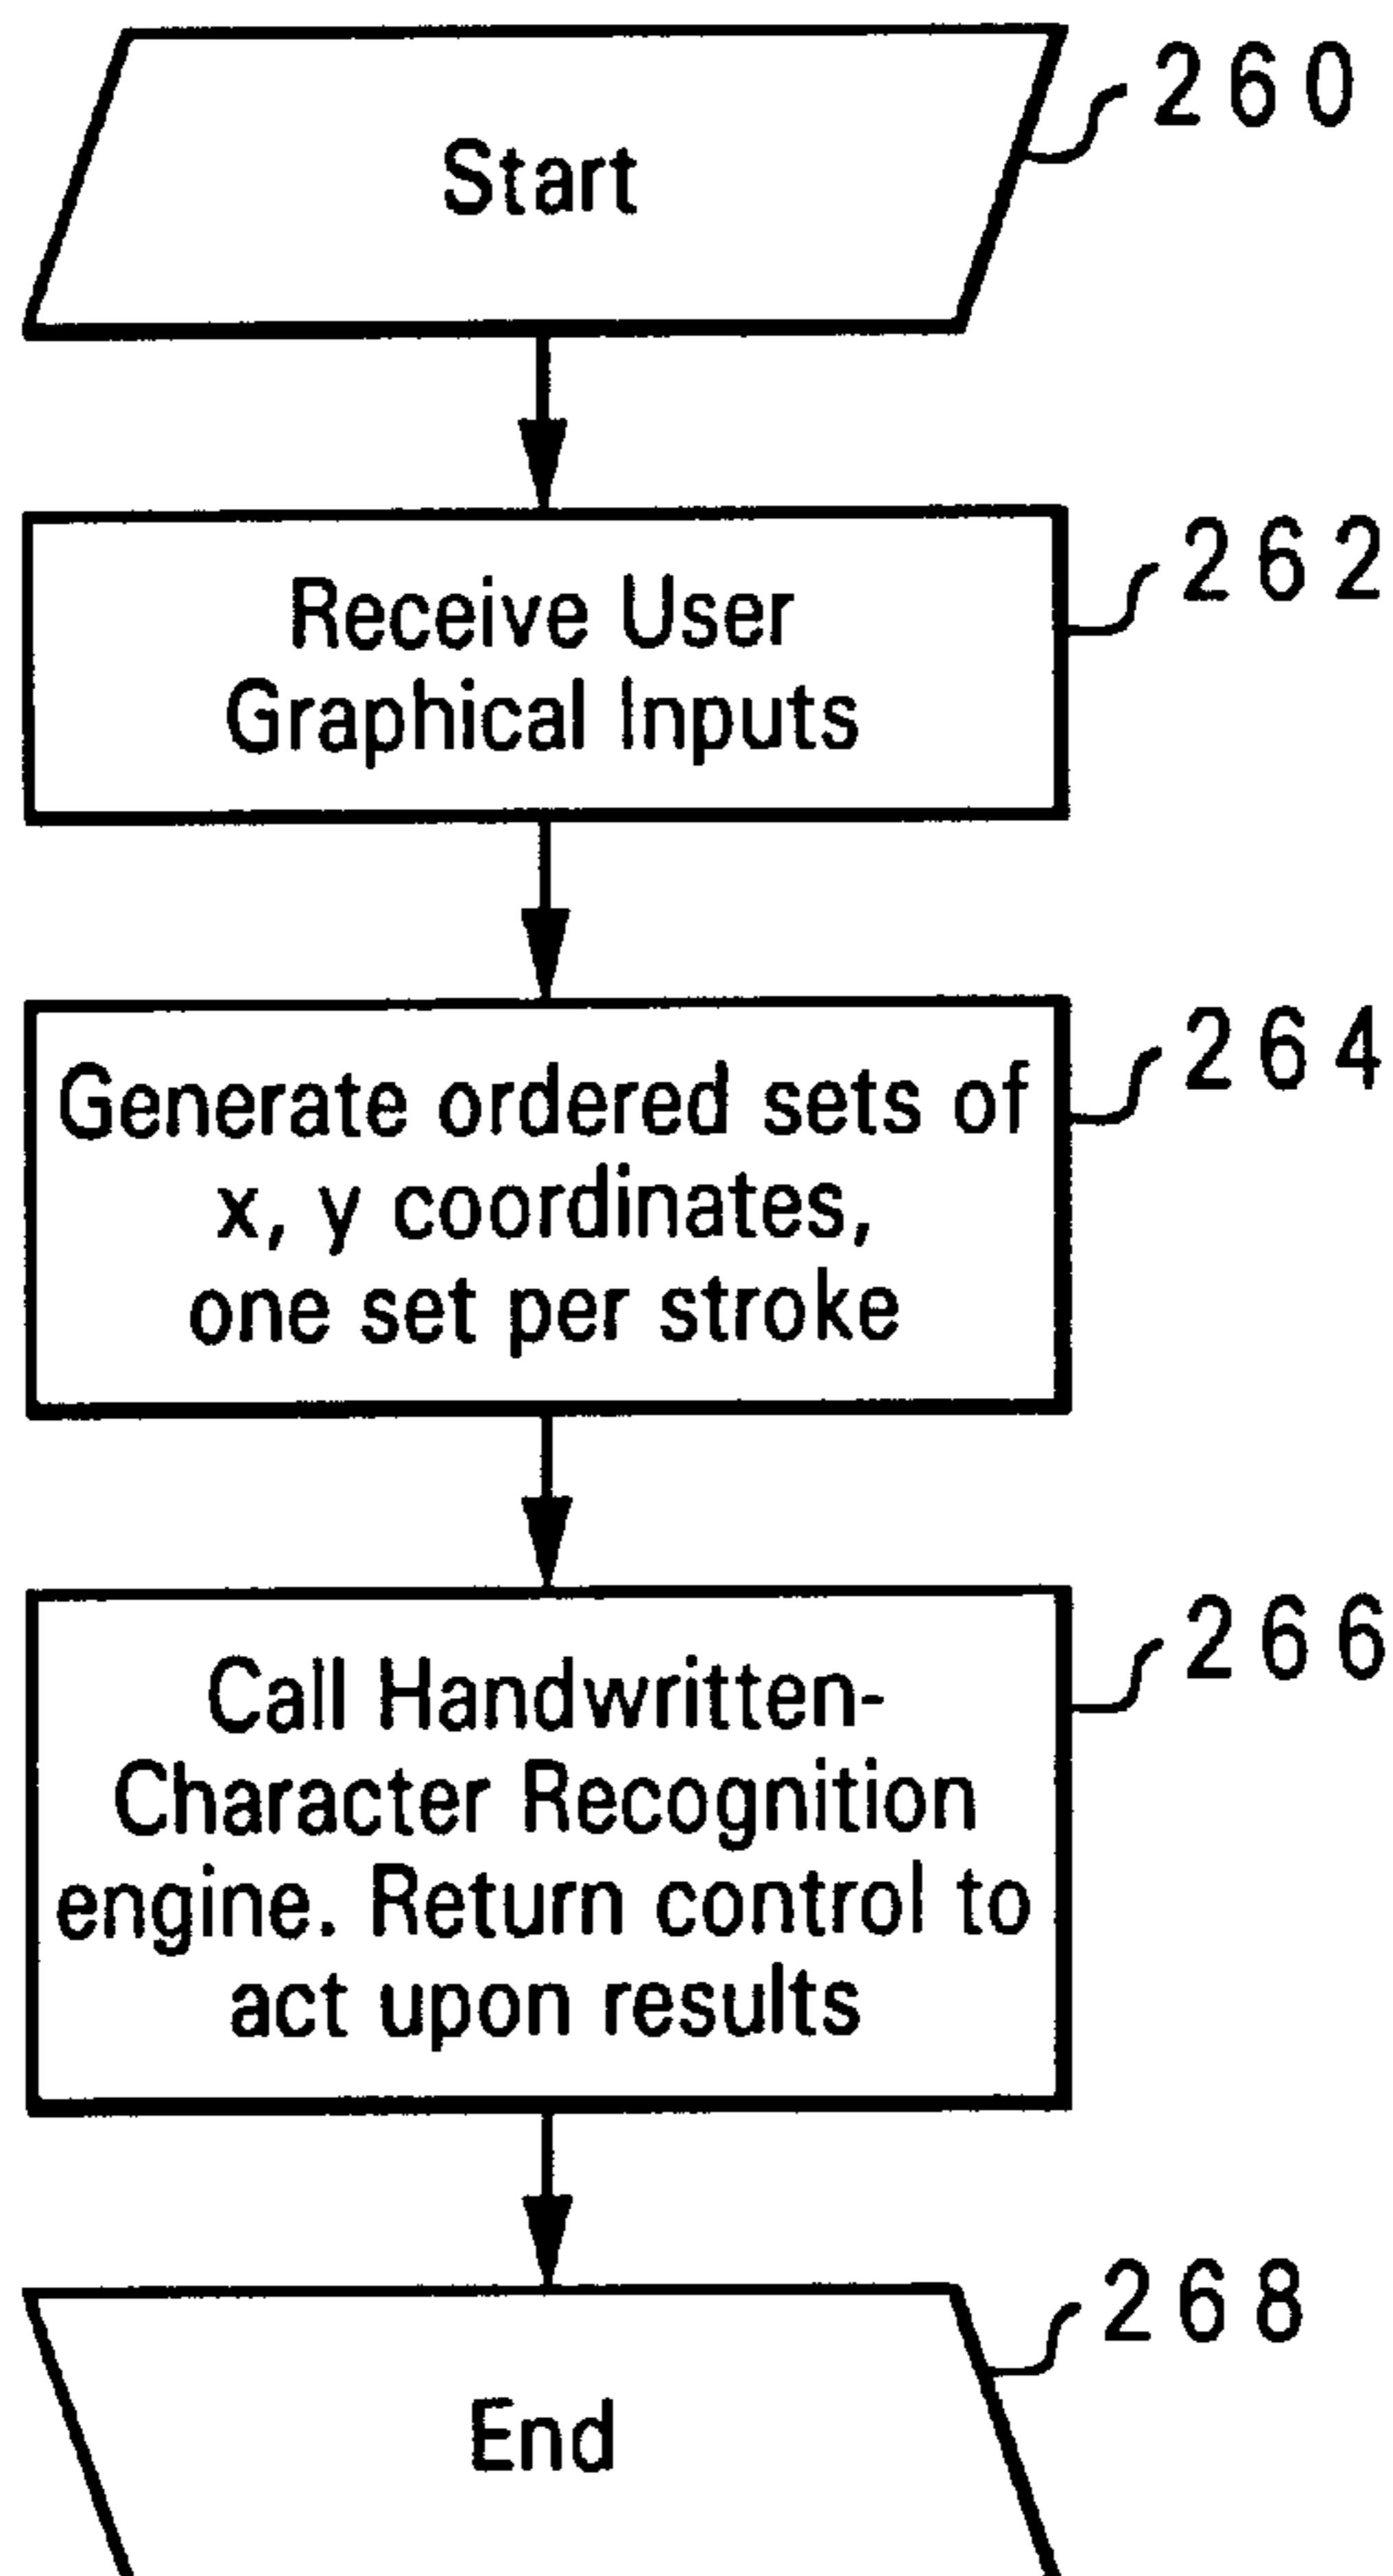 Start
260
Receive User
Graphical Inputs
262
Generate ordered sets of
x, y coordinates,
one set per stroke
264
Call Handwritten-
Character Recognition
engine. Return control to
act upon results
266
End
268